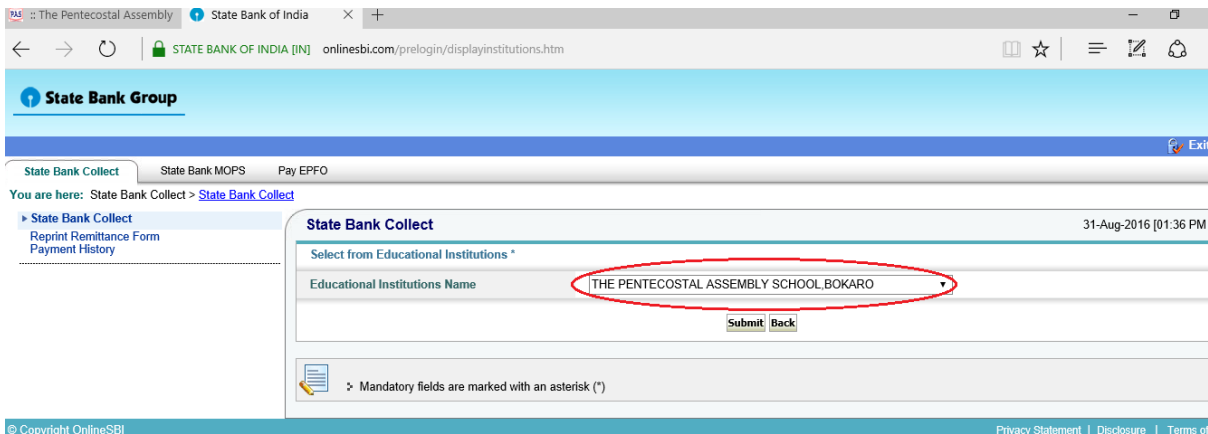 PAS :: The Pentecostal Assembly State Bank of India
STATE BANK OF INDIA [IN] onlinesbi.com/prelogin/displayinstitutions.htm
State Bank Group
Exit
State Bank Collect State Bank MOPS Pay EPFO
You are here: State Bank Collect > State Bank Collect
State Bank Collect
Reprint Remittance Form
Payment History
State Bank Collect 31-Aug-2016 [01:36 PM
Select from Educational Institutions *
Educational Institutions Name THE PENTECOSTAL ASSEMBLY SCHOOL,BOKARO
Submit Back
Mandatory fields are marked with an asterisk (*)
© Copyright OnlineSBI Privacy Statement | Disclosure | Terms of